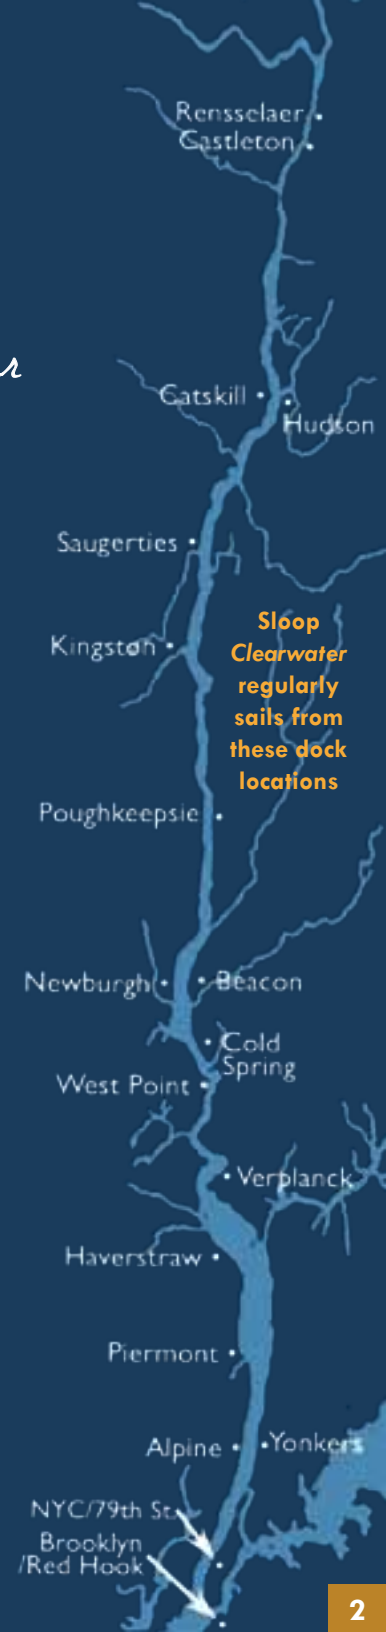 Rensselaer
Castleton
r
Catskill
Hudson
Saugerties
Sloop
Clearwater
regularly
sails from
these dock
locations
Kingston
Poughkeepsie
Newburgh
Beacon
Cold
Spring
West Point
Verplanck
Haverstraw
Piermont
Alpine
Yonkers
NYC/79th St.
Brooklyn
/Red Hook
2